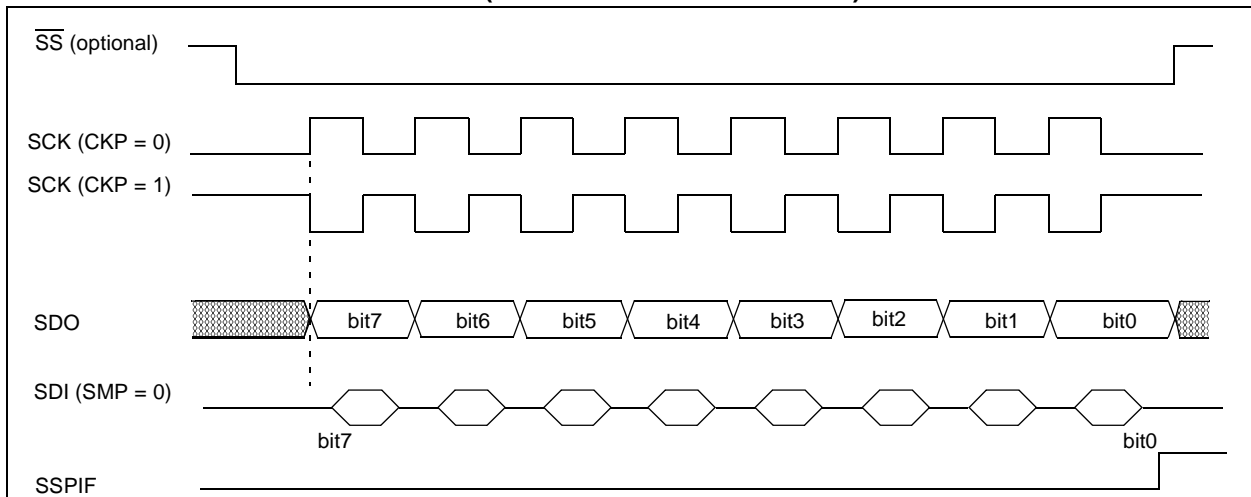 SS (optional)
SCK (CKP = 0)
SCK (CKP = 1)
SDO
bit7 bit6 bit5 bit4 bit3 bit2 bit1 bit0
SDI (SMP = 0)
bit7 bit0
SSPIF